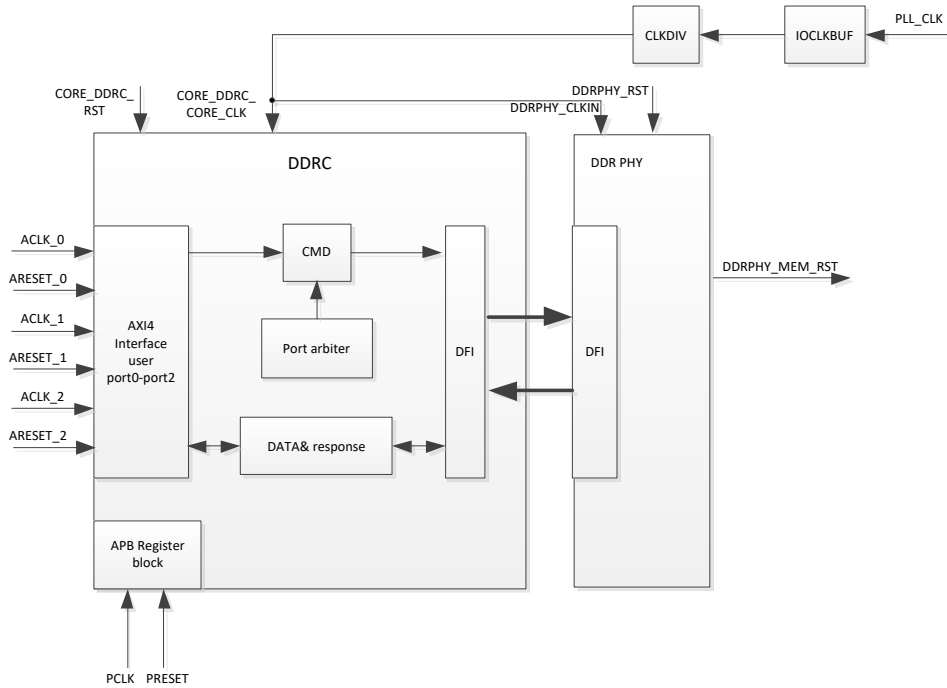 PLL_CLK
CLKDIV
IOCLKBUF
CORE_DDRC_
RST
CORE_DDRC_
CORE_CLK
DDRPHY_RST
DDRPHY_CLKIN
DDRC
DDR PHY
ACLK_0
ARESET_0
ACLK_1
ARESET_1
ACLK_2
ARESET_2
AXI4
Interface
user
port0-port2
CMD
Port arbiter
DATA& response
DFI
DFI
DDRPHY_MEM_RST
APB Register
block
PCLK
PRESET